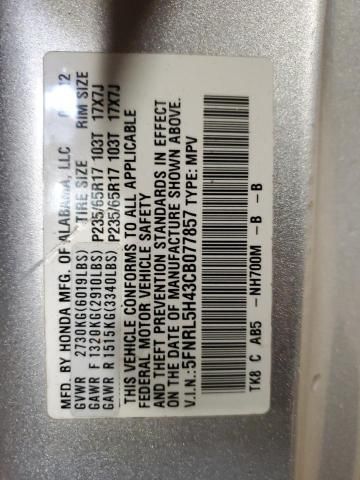 MFD. BY HONDA MFG. OF ALABAMA, LLC 12
GVWR 2730KG(6019LBS) TIRE SIZE RIM SIZE
GAWR F 1320KG(2910LBS) P235/65R17 103T 17X7J
GAWR R 1515KG(3340LBS) P235/65R17 103T 17X7J
THIS VEHICLE CONFORMS TO ALL APPLICABLE
FEDERAL MOTOR VEHICLE SAFETY
AND THEFT PREVENTION STANDARDS IN EFFECT
ON THE DATE OF MANUFACTURE SHOWN ABOVE.
V.I.N.: 5FNRL5H43CB077857 TYPE: MPV
TK8 C AB5 -NH700M - B - B